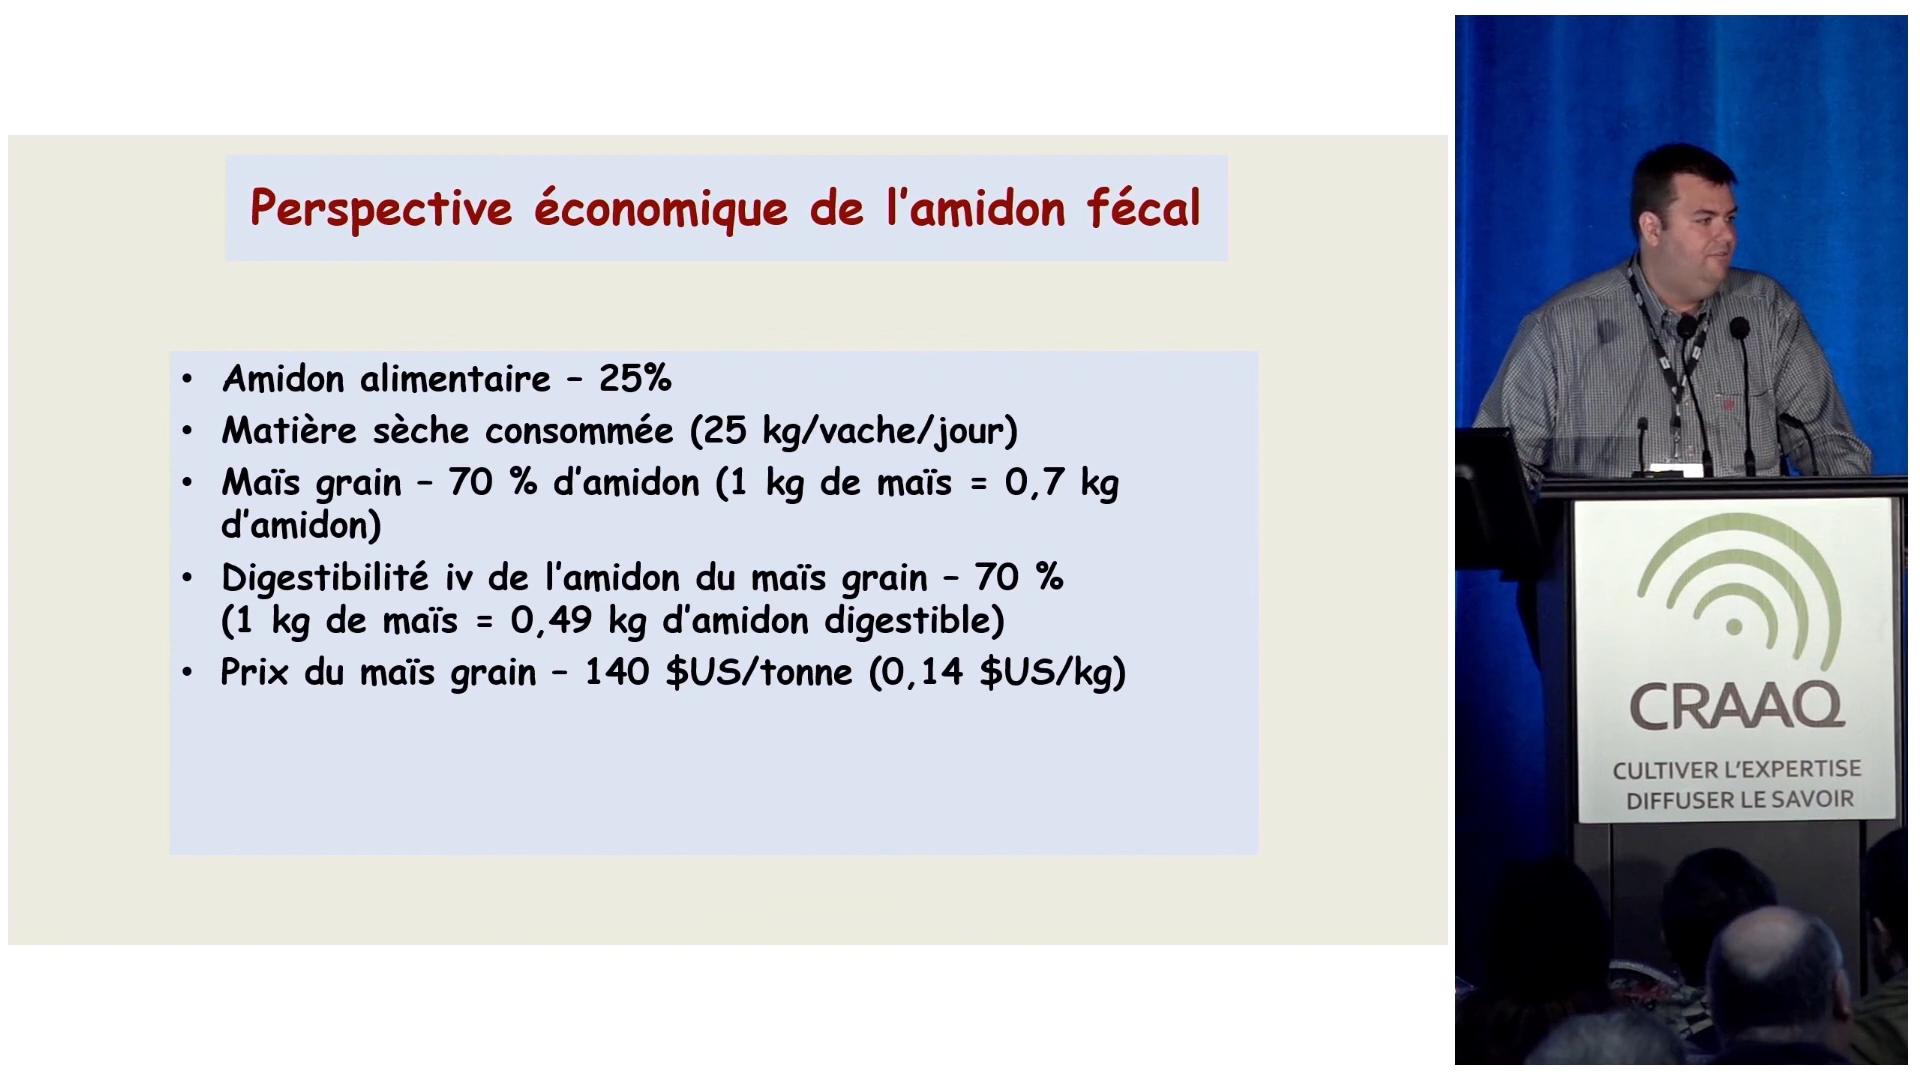 Perspective économique de l'amidon fécal
• Amidon alimentaire – 25%
• Matière sèche consommée (25 kg/vache/jour)
• Maïs grain – 70 % d'amidon (1 kg de maïs = 0,7 kg
d'amidon)
• Digestibilité iv de l'amidon du maïs grain – 70 %
(1 kg de maïs = 0,49 kg d'amidon digestible)
• Prix du maïs grain – 140 $US/tonne (0,14 $US/kg)
CRAAQ
CULTIVER L'EXPERTISE
DIFFUSER LE SAVOIR